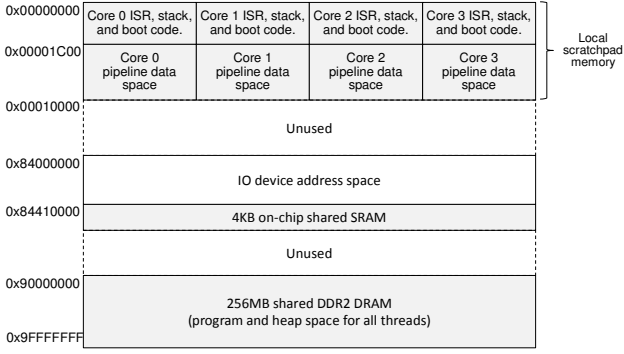 0x00000000
Core 0 ISR, stack,
and boot code.
Core 1 ISR, stack,
and boot code.
Core 2 ISR, stack,
and boot code.
Core 3 ISR, stack,
and boot code.
Local
scratchpad
memory
0x00001C00
Core 0
pipeline data
space
Core 1
pipeline data
space
Core 2
pipeline data
space
Core 3
pipeline data
space
0x00010000
Unused
0x84000000
IO device address space
0x84410000
4KB on-chip shared SRAM
Unused
0x90000000
256MB shared DDR2 DRAM
(program and heap space for all threads)
0x9FFFFFFF